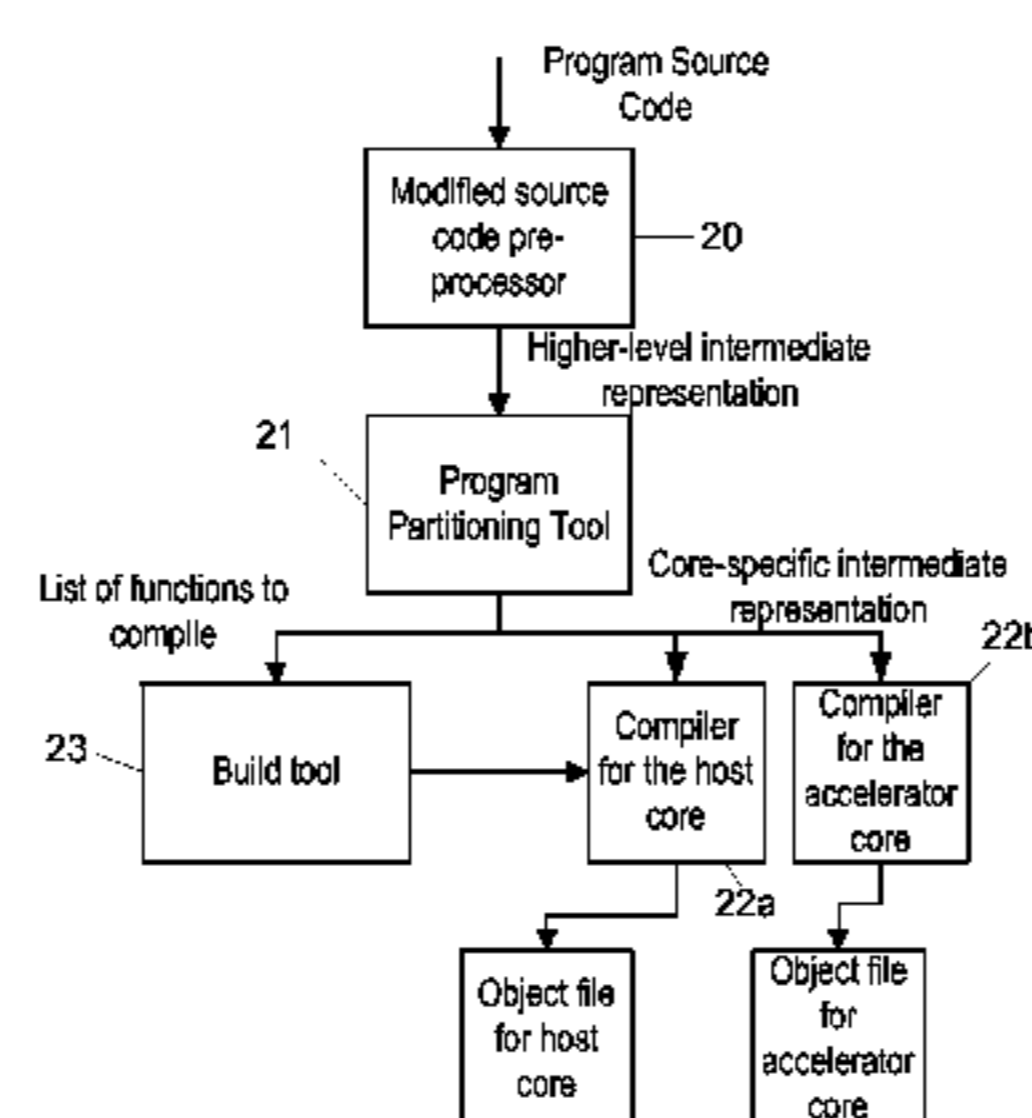 Program Source
Code
Modified source
code pre-
processor
20
Higher-level intermediate
representation
21
Program
Partitioning Tool
List of functions to
compile
Core-specific intermediate
representation
22b
23
Build tool
Compiler
for the host
core
Compiler
for the
accelerator
core
22a
Object file
for host
core
Object file
for
accelerator
core